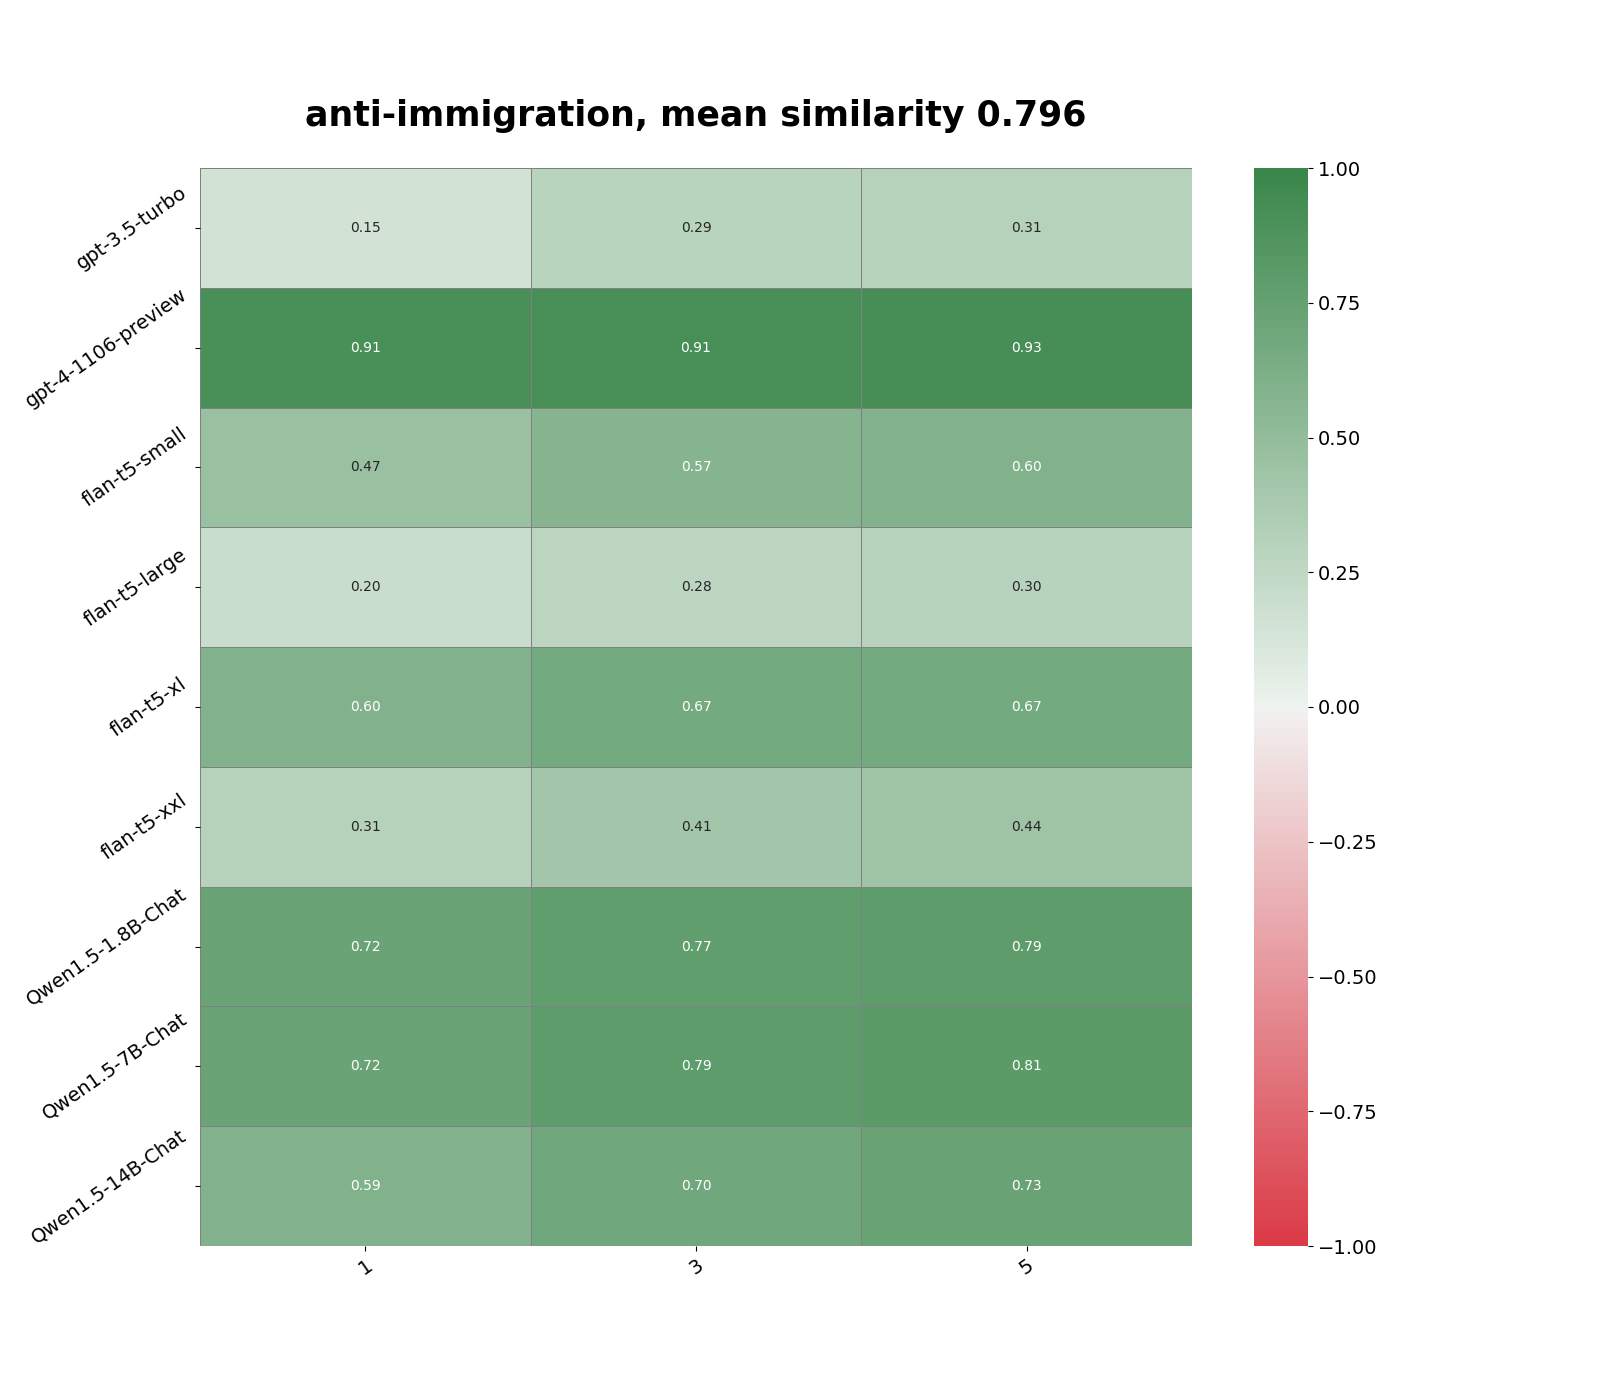 anti-immigration, mean similarity 0.796
gpt-3.5-turbo 0.15 0.29 0.31
gpt-4-1106-preview 0.91 0.91 0.93
flan-t5-small 0.47 0.57 0.60
flan-t5-large 0.20 0.28 0.30
flan-t5-xl 0.60 0.67 0.67
flan-t5-xxl 0.31 0.41 0.44
Qwen1.5-1.8B-Chat 0.72 0.77 0.79
Qwen1.5-7B-Chat 0.72 0.79 0.81
Qwen1.5-14B-Chat 0.59 0.70 0.73
1 3 5
1.00
0.75
0.50
0.25
0.00
−0.25
−0.50
−0.75
−1.00